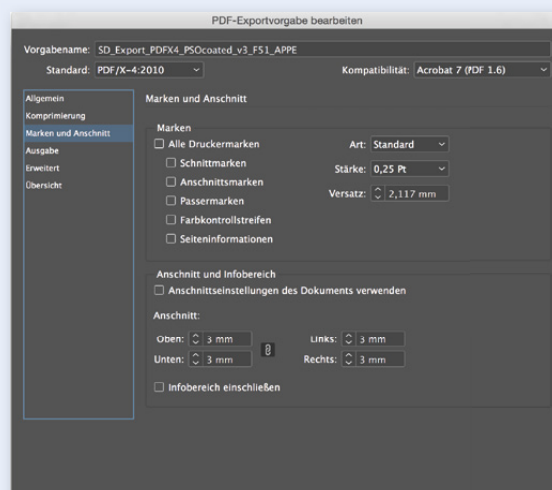 PDF-Exportvorgabe bearbeiten
Vorgabename: SD_Export_PDFX4_PSOcoated_v3_F51_APPE
Standard: PDF/X-4:2010 Kompatibilität: Acrobat 7 (PDF 1.6)
Allgemein
Komprimierung
Marken und Anschnitt
Ausgabe
Erweitert
Übersicht
Marken und Anschnitt
Marken
Alle Druckermarken Art: Standard
Schnittmarken Stärke: 0,25 Pt
Anschnittsmarken Versatz: 2,117 mm
Passermarken
Farbkontrollstreifen
Seiteninformationen
Anschnitt und Infobereich
Anschnittseinstellungen des Dokuments verwenden
Anschnitt:
Oben: 3 mm Links: 3 mm
Unten: 3 mm Rechts: 3 mm
Infobereich einschließen